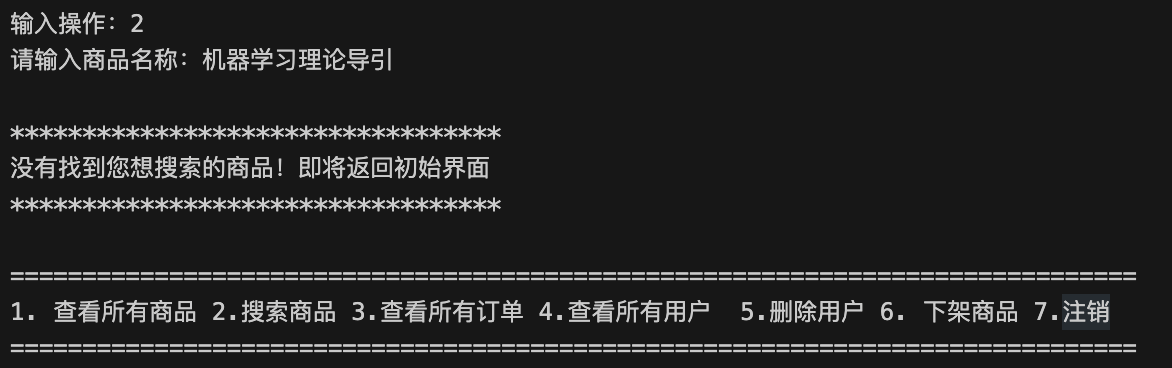 输入操作：2
请输入商品名称：机器学习理论导引
**********************************
没有找到您想搜索的商品！即将返回初始界面
**********************************
==============================================================================
1. 查看所有商品 2.搜索商品 3.查看所有订单 4.查看所有用户  5.删除用户 6. 下架商品 7.注销
==============================================================================